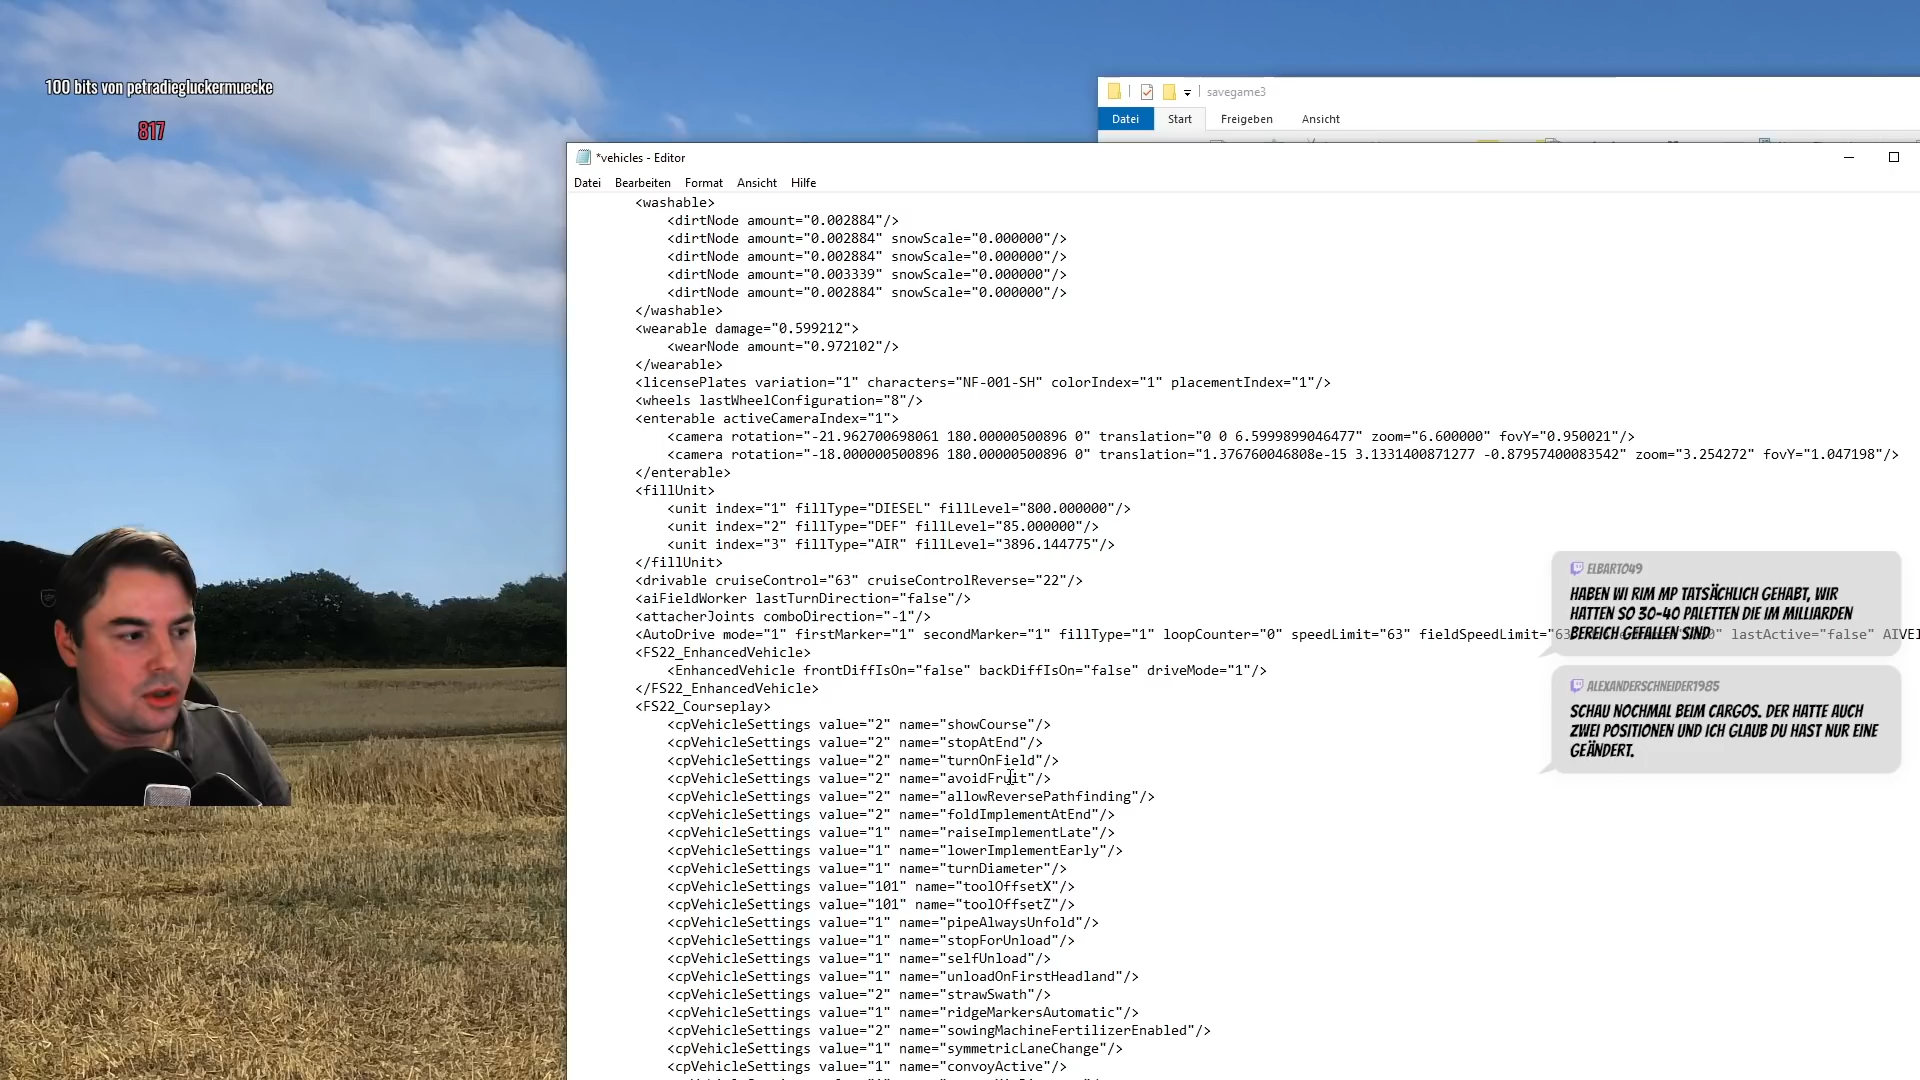 100 bits von petradiegluckermuecke
817
savegame3
Datei Start Freigeben Ansicht
*vehicles - Editor
Datei Bearbeiten Format Ansicht Hilfe
<washable>
<dirtNode amount="0.002884"/>
<dirtNode amount="0.002884" snowScale="0.000000"/>
<dirtNode amount="0.002884" snowScale="0.000000"/>
<dirtNode amount="0.003339" snowScale="0.000000"/>
<dirtNode amount="0.002884" snowScale="0.000000"/>
</washable>
<wearable damage="0.599212">
<wearNode amount="0.972102"/>
</wearable>
<licensePlates variation="1" characters="NF-001-SH" colorIndex="1" placementIndex="1"/>
<wheels lastWheelConfiguration="8"/>
<enterable activeCameraIndex="1">
<camera rotation="-21.962700698061 180.00000500896 0" translation="0 0 6.5999899046477" zoom="6.600000" fovY="0.950021"/>
<camera rotation="-18.000000500896 180.00000500896 0" translation="1.376760046808e-15 3.1331400871277 -0.87957400083542" zoom="3.254272" fovY="1.047198"/>
</enterable>
<fillUnit>
<unit index="1" fillType="DIESEL" fillLevel="800.000000"/>
<unit index="2" fillType="DEF" fillLevel="85.000000"/>
<unit index="3" fillType="AIR" fillLevel="3896.144775"/>
</fillUnit>
<drivable cruiseControl="63" cruiseControlReverse="22"/>
<aiFieldWorker lastTurnDirection="false"/>
<attacherJoints comboDirection="-1"/>
<AutoDrive mode="1" firstMarker="1" secondMarker="1" fillType="1" loopCounter="0" speedLimit="63" fieldSpeedLimit="63 lastActive="false" AIVE
<FS22_EnhancedVehicle>
<EnhancedVehicle frontDiffIsOn="false" backDiffIsOn="false" driveMode="1"/>
</FS22_EnhancedVehicle>
<FS22_Courseplay>
<cpVehicleSettings value="2" name="showCourse"/>
<cpVehicleSettings value="2" name="stopAtEnd"/>
<cpVehicleSettings value="2" name="turnOnField"/>
<cpVehicleSettings value="2" name="avoidFruit"/>
<cpVehicleSettings value="2" name="allowReversePathfinding"/>
<cpVehicleSettings value="2" name="foldImplementAtEnd"/>
<cpVehicleSettings value="1" name="raiseImplementLate"/>
<cpVehicleSettings value="1" name="lowerImplementEarly"/>
<cpVehicleSettings value="1" name="turnDiameter"/>
<cpVehicleSettings value="101" name="toolOffsetX"/>
<cpVehicleSettings value="101" name="toolOffsetZ"/>
<cpVehicleSettings value="1" name="pipeAlwaysUnfold"/>
<cpVehicleSettings value="1" name="stopForUnload"/>
<cpVehicleSettings value="1" name="selfUnload"/>
<cpVehicleSettings value="1" name="unloadOnFirstHeadland"/>
<cpVehicleSettings value="2" name="strawSwath"/>
<cpVehicleSettings value="1" name="ridgeMarkersAutomatic"/>
<cpVehicleSettings value="2" name="sowingMachineFertilizerEnabled"/>
<cpVehicleSettings value="1" name="symmetricLaneChange"/>
<cpVehicleSettings value="1" name="convoyActive"/>
ELBARTO49
HABEN WI RIM MP TATSÄCHLICH GEHABT, WIR
HATTEN SO 30-40 PALETTEN DIE IM MILLIARDEN
BEREICH GEFALLEN SIND
ALEXANDERSCHNEIDER1985
SCHAU NOCHMAL BEIM CARGOS. DER HATTE AUCH
ZWEI POSITIONEN UND ICH GLAUB DU HAST NUR EINE
GEÄNDERT.